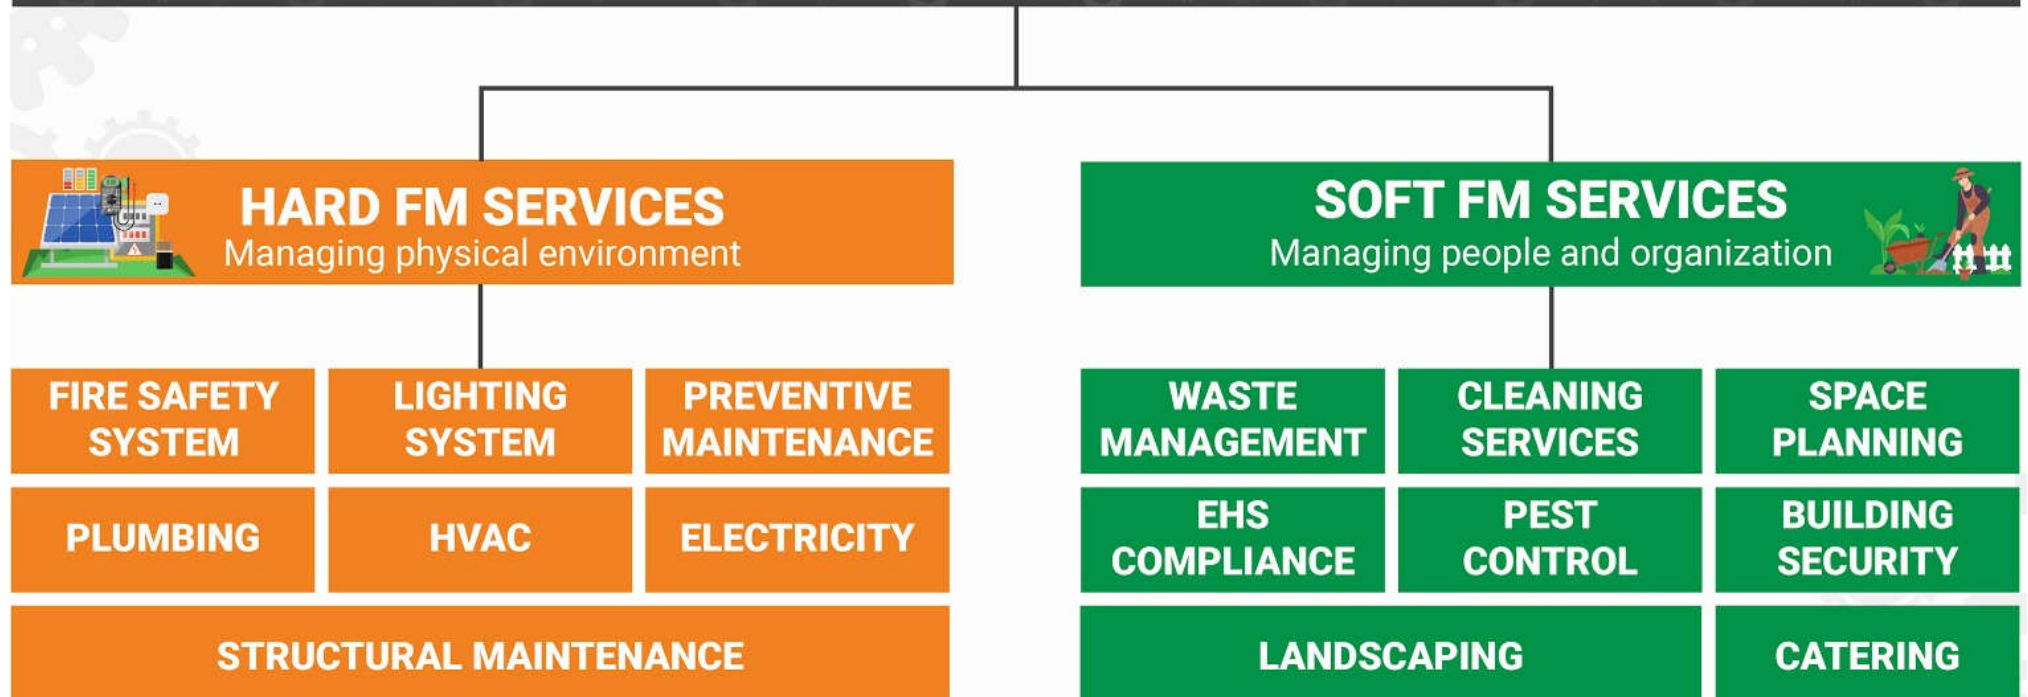 HARD FM SERVICES
Managing physical environment
FIRE SAFETY
SYSTEM
LIGHTING
SYSTEM
PREVENTIVE
MAINTENANCE
PLUMBING
HVAC
ELECTRICITY
STRUCTURAL MAINTENANCE
SOFT FM SERVICES
Managing people and organization
WASTE
MANAGEMENT
CLEANING
SERVICES
SPACE
PLANNING
EHS
COMPLIANCE
PEST
CONTROL
BUILDING
SECURITY
LANDSCAPING
CATERING